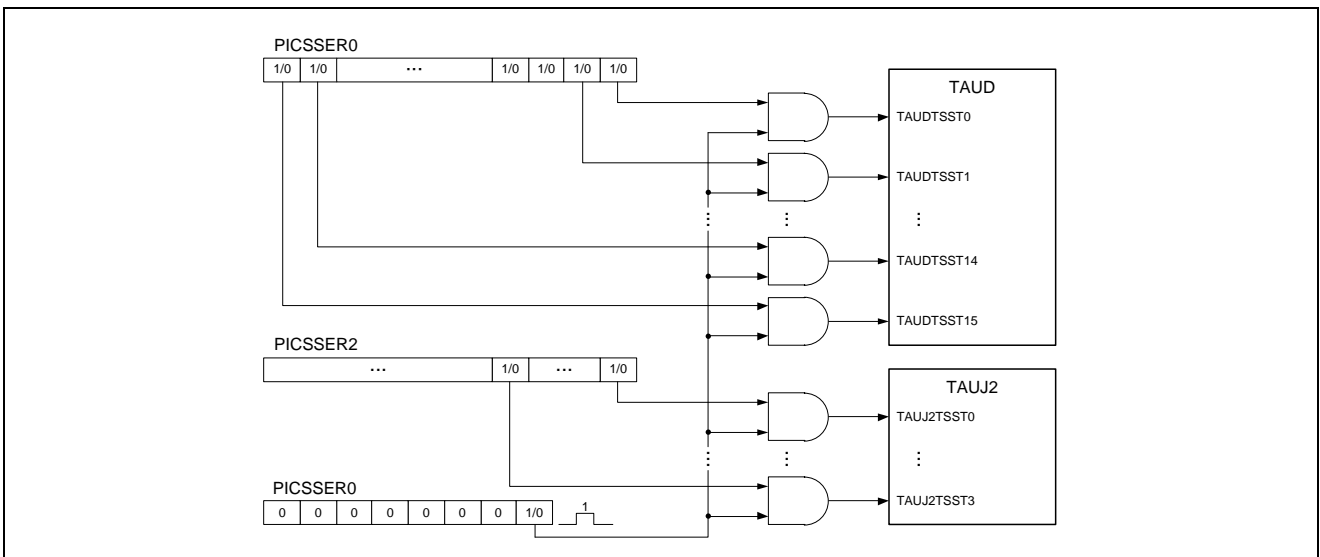 PICSSER0
1/0 1/0 ... 1/0 1/0 1/0 1/0
TAUD
TAUDTSST0
TAUDTSST1
⋮ ⋮ ⋮
TAUDTSST14
TAUDTSST15
PICSSER2
... 1/0 ... 1/0
TAUJ2
TAUJ2TSST0
⋮ ⋮ ⋮
PICSSER0
TAUJ2TSST3
0 0 0 0 0 0 0 1/0 1